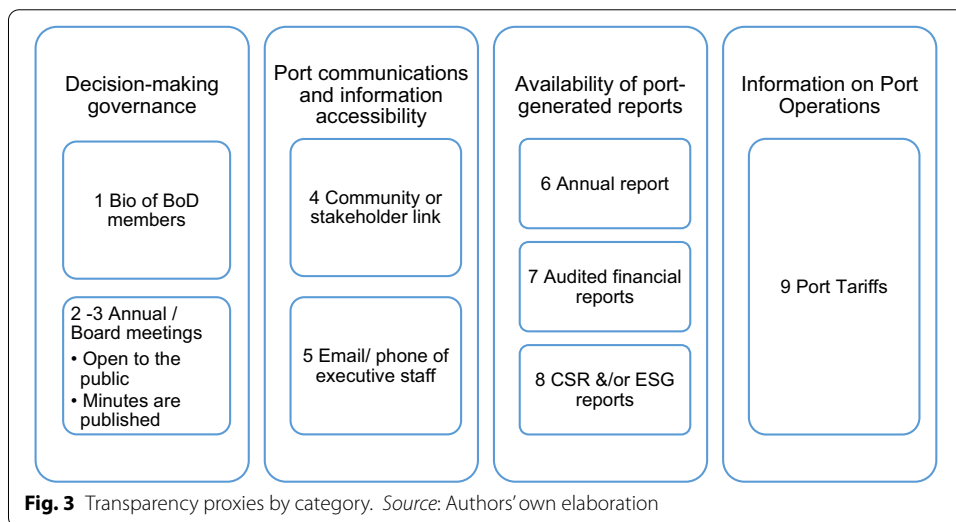 Decision-making
governance
1 Bio of BoD
members
2 -3 Annual /
Board meetings
• Open to the
public
• Minutes are
published
Port communications
and information
accessibility
4 Community or
stakeholder link
5 Email/ phone of
executive staff
Availability of port-
generated reports
6 Annual report
7 Audited financial
reports
8 CSR &/or ESG
reports
Information on Port
Operations
9 Port Tariffs
Fig. 3 Transparency proxies by category. Source: Authors' own elaboration